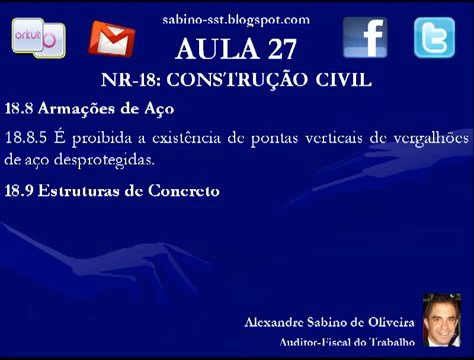 sabino-sst.blogspot.com
orkut
AULA 27
NR-18: CONSTRUÇÃO CIVIL
18.8 Armações de Aço
18.8.5 É proibida a existência de pontas verticais de vergalhões
de aço desprotegidas.
18.9 Estruturas de Concreto
Alexandre Sabino de Oliveira
Auditor-Fiscal do Trabalho